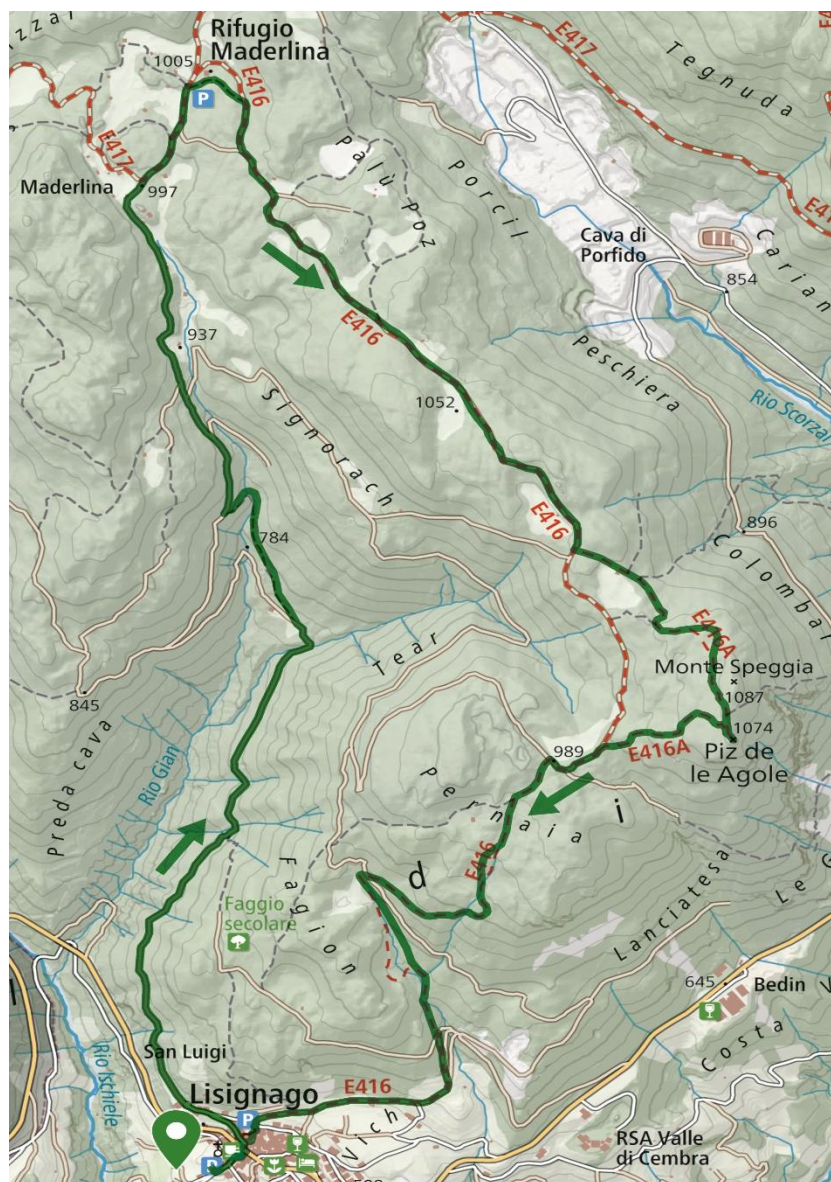 Rifugio
Maderlina
1005
E417
Tegnuda
P
E416
E417
Palù Poz
Porcil
Maderlina
997
Cava di
Porfido
Carian
854
E416
937
Peschiera
Signorach
1052
Rio Scorzai
E416
896
784
Colombar
E416A
Tear
Monte Speggia
1087
845
1074
Piz de
le Agole
989
E416A
Preda cava
Rio Gian
Pernaia
i
d
E416
Faggio
secolare
Fagion
Lanciatesa
Le G
645
Bedin
Costa V
Rio Ischiele
San Luigi
Lisignago
E416
P
Vich
RSA Valle
di Cembra
P